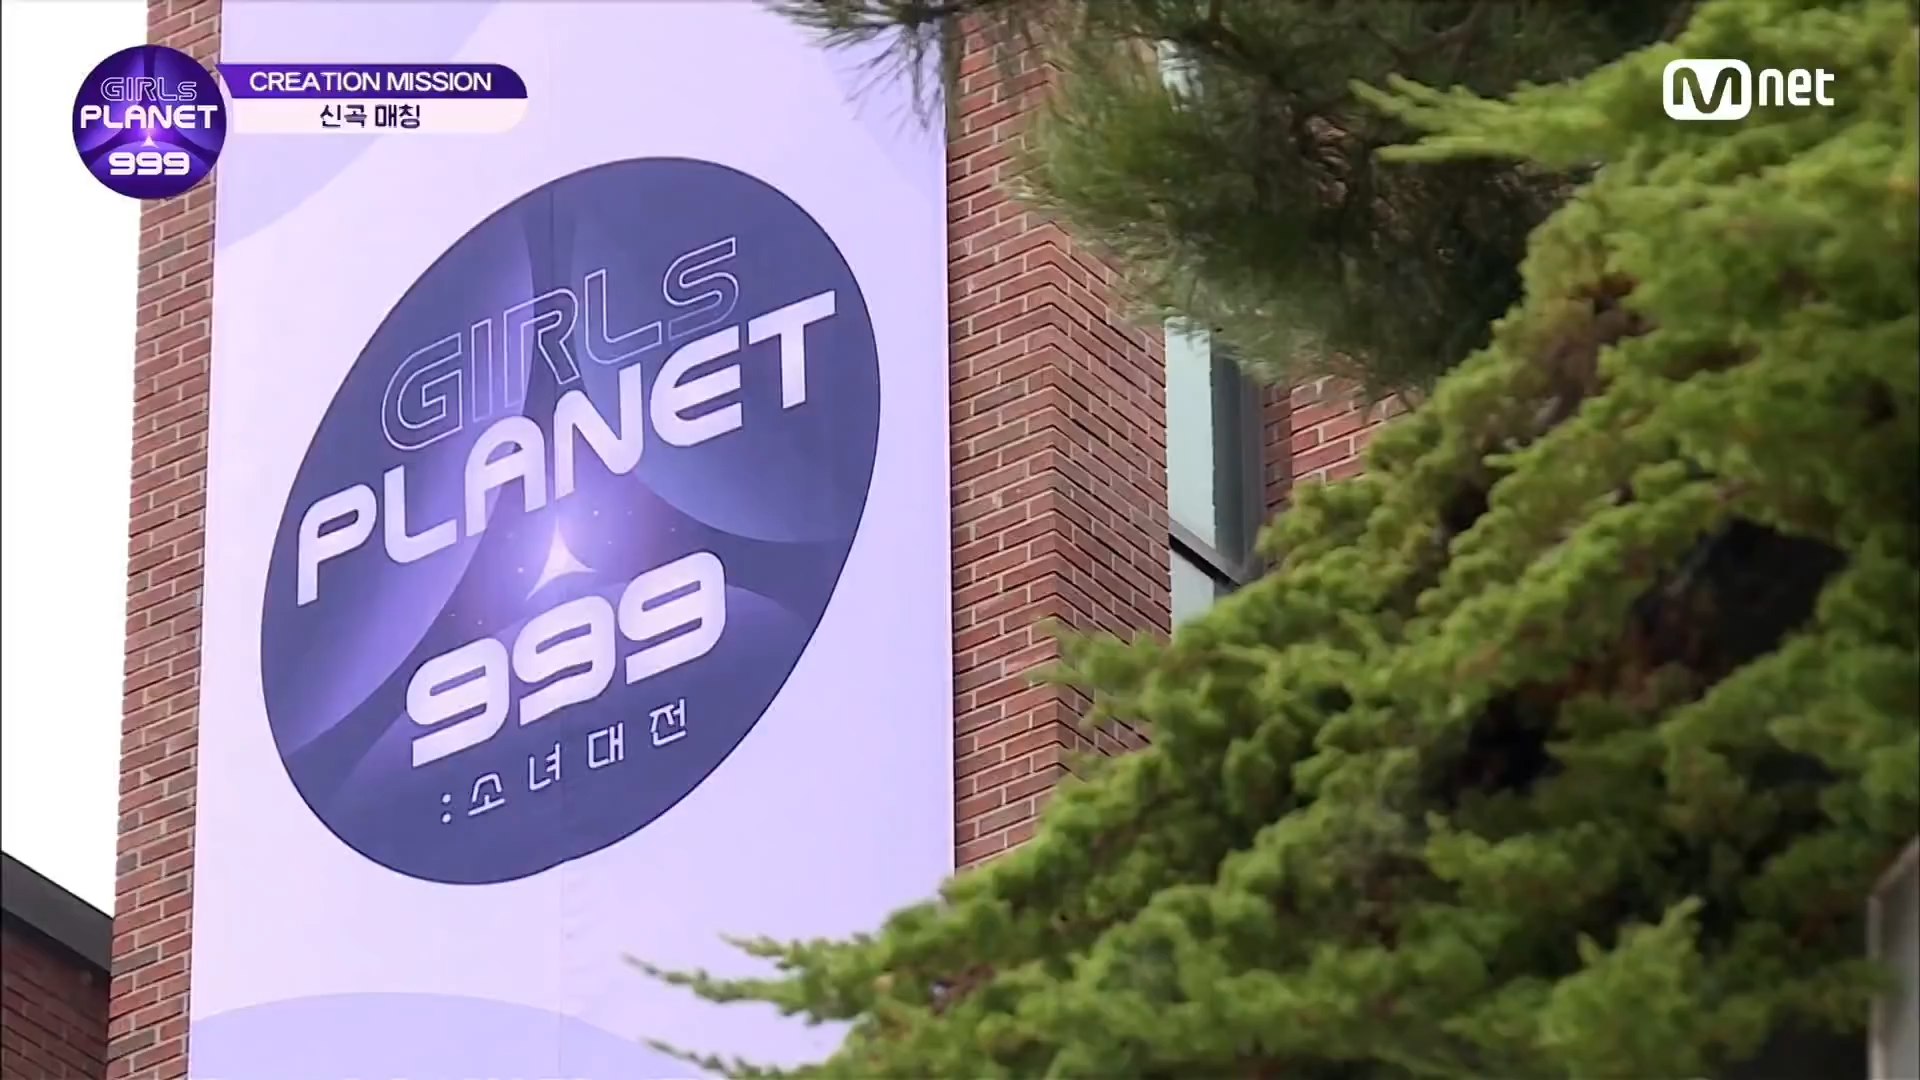 GIRLS
PLANET
999
CREATION MISSION
신곡 매칭
Mnet
GIRLS
PLANET
999
:소녀대전